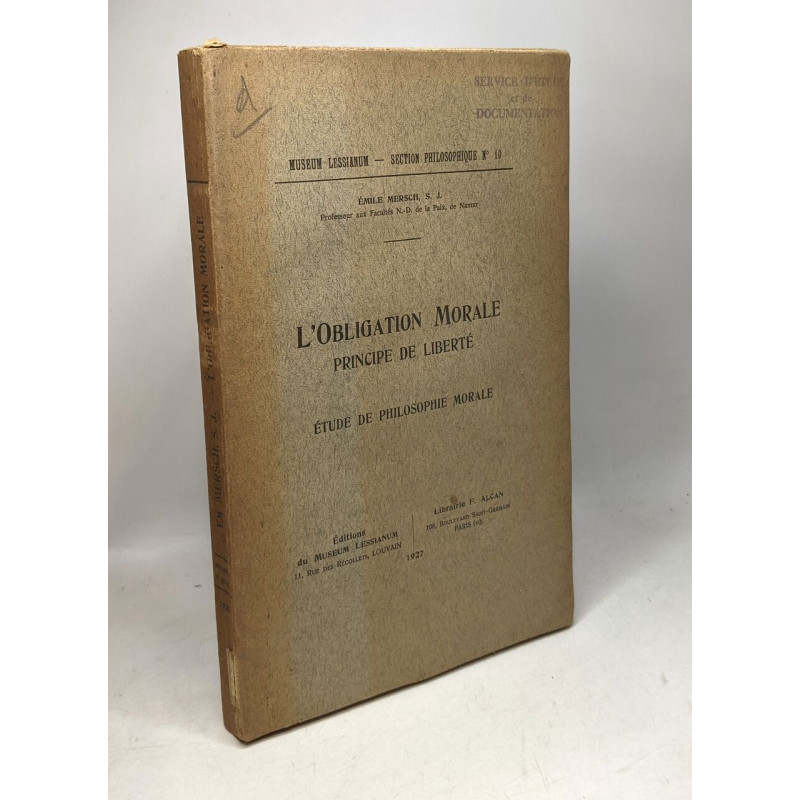 SERVICE D'ETUDE
et de
DOCUMENTATION
MUSEUM LESSIANUM — SECTION PHILOSOPHIQUE N° 10
ÉMILE MERSCH, S. J.
Professeur aux Facultés N.-D. de la Paix, de Namur
L'OBLIGATION MORALE
PRINCIPE DE LIBERTÉ
ÉTUDE DE PHILOSOPHIE MORALE
Éditions
du MUSEUM LESSIANUM
11, RUE DES RÉCOLLETS, LOUVAIN
Librairie F. ALCAN
108, BOULEVARD SAINT-GERMAIN
PARIS (VI)
1927
EM MERSCH, S. J. - L'OBLIGATION MORALE